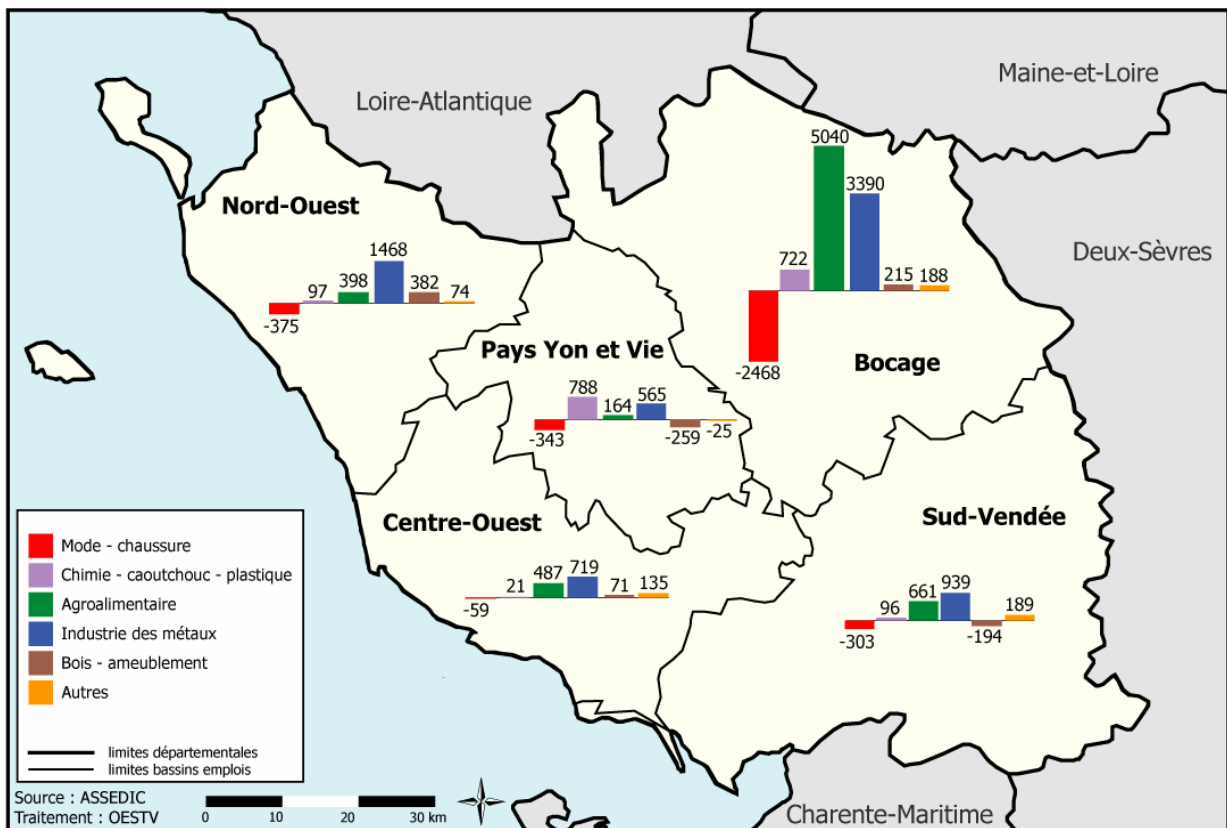 Maine-et-Loire
Loire-Atlantique
Deux-Sèvres
Nord-Ouest
-375
97
398
1468
382
74
Bocage
-2468
722
5040
3390
215
188
Pays Yon et Vie
-343
788
164
565
-259
-25
Centre-Ouest
-59
21
487
719
71
135
Sud-Vendée
-303
96
661
939
-194
189
Mode - chaussure
Chimie - caoutchouc - plastique
Agroalimentaire
Industrie des métaux
Bois - ameublement
Autres
limites départementales
limites bassins emplois
Source : ASSEDIC
Traitement : OESTV
0 10 20 30 km
Charente-Maritime